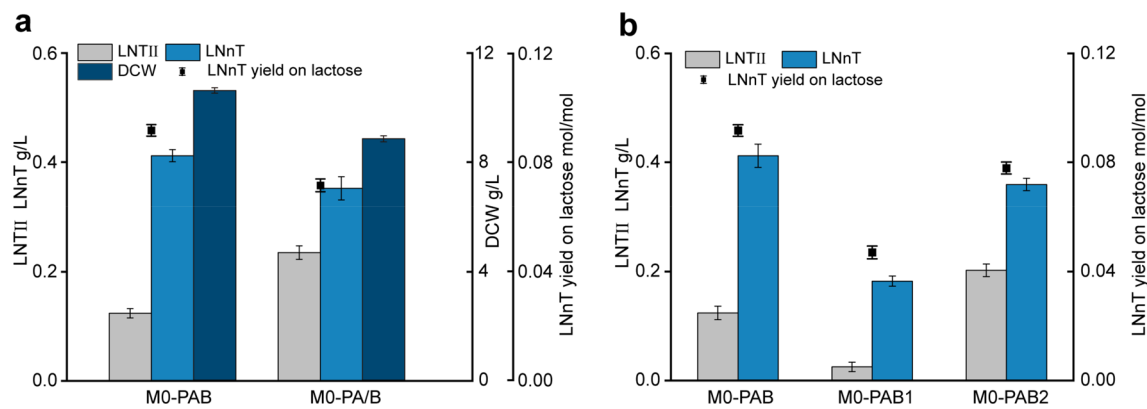 a
LNTII
LNnT
DCW
LNnT yield on lactose
0.6
0.4
0.2
0.0
LNTII LNnT g/L
12
8
4
0
DCW g/L
0.12
0.08
0.04
0.00
LNnT yield on lactose mol/mol
M0-PAB
M0-PA/B
b
LNTII
LNnT
LNnT yield on lactose
0.6
0.4
0.2
0.0
LNTII LNnT g/L
0.12
0.08
0.04
0.00
LNnT yield on lactose mol/mol
M0-PAB
M0-PAB1
M0-PAB2